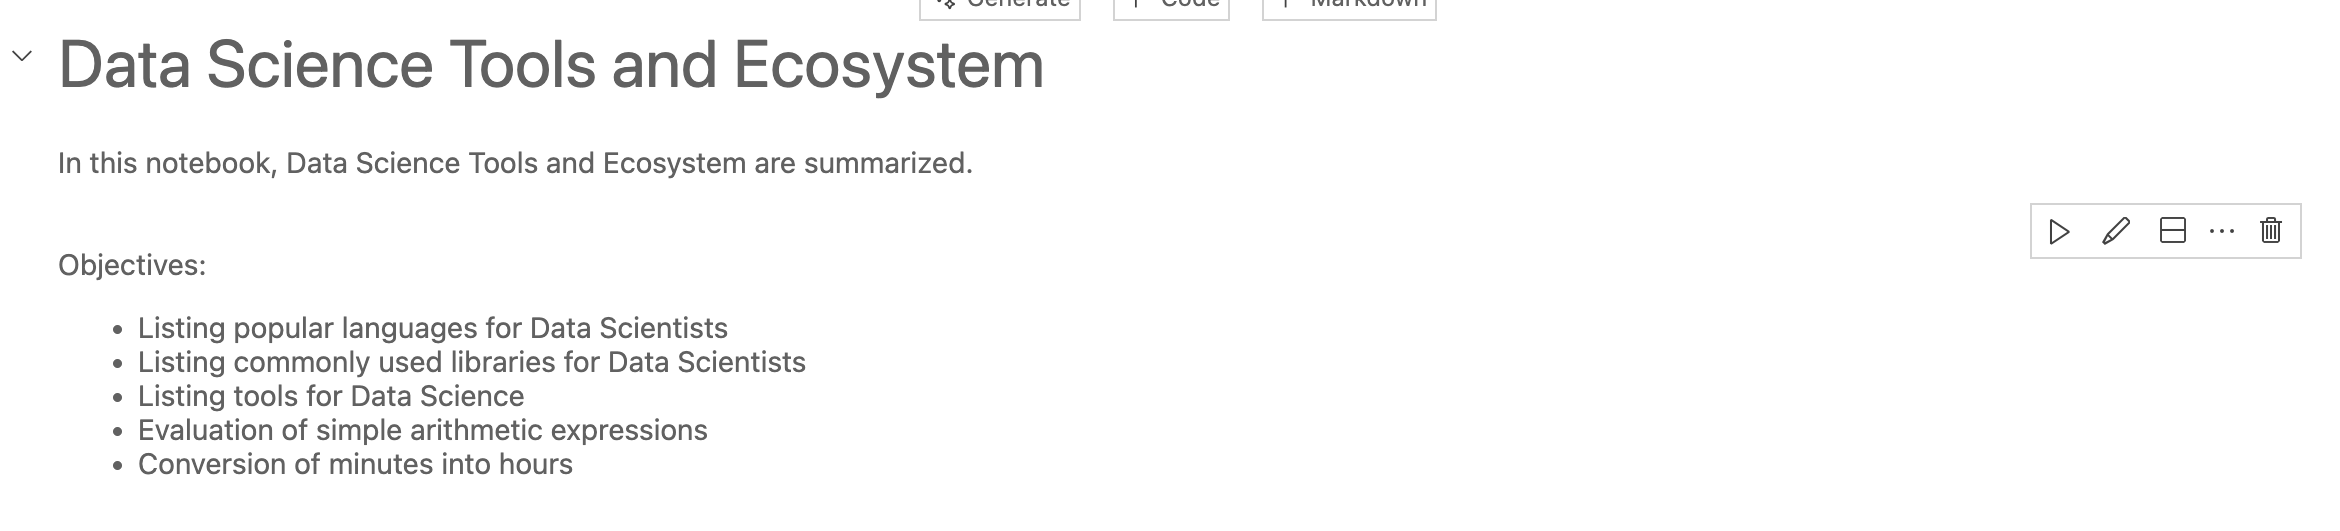 Generate
Code
Markdown
Data Science Tools and Ecosystem
In this notebook, Data Science Tools and Ecosystem are summarized.
Objectives:
• Listing popular languages for Data Scientists
• Listing commonly used libraries for Data Scientists
• Listing tools for Data Science
• Evaluation of simple arithmetic expressions
• Conversion of minutes into hours